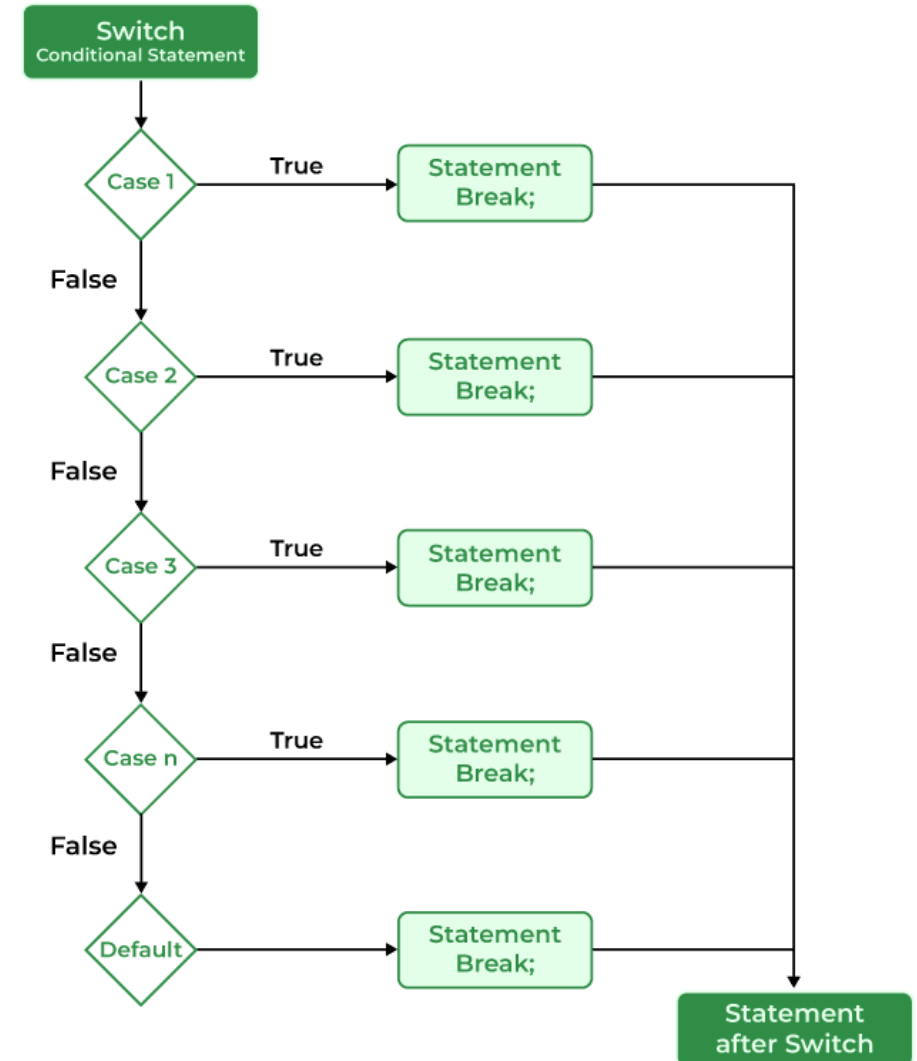 Switch
Conditional Statement
Case 1
True
Statement
Break;
False
Case 2
True
Statement
Break;
False
Case 3
True
Statement
Break;
False
Case n
True
Statement
Break;
False
Default
Statement
Break;
Statement
after Switch